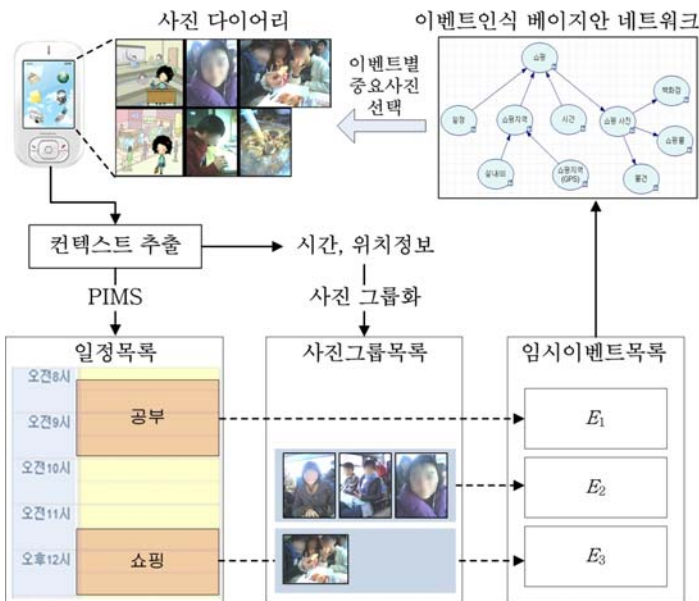 사진 다이어리
이벤트인식 베이지안 네트워크
이벤트별
중요사진
선택
쇼핑
일정
쇼핑지역
시간
쇼핑 사진
백화점
쇼핑몰
물건
실내/외
쇼핑지역
(GPS)
컨텍스트 추출
시간, 위치정보
PIMS
사진 그룹화
일정목록
사진그룹목록
임시이벤트목록
오전8시
공부
오전9시
오전10시
오전11시
오후12시
쇼핑
E1
E2
E3